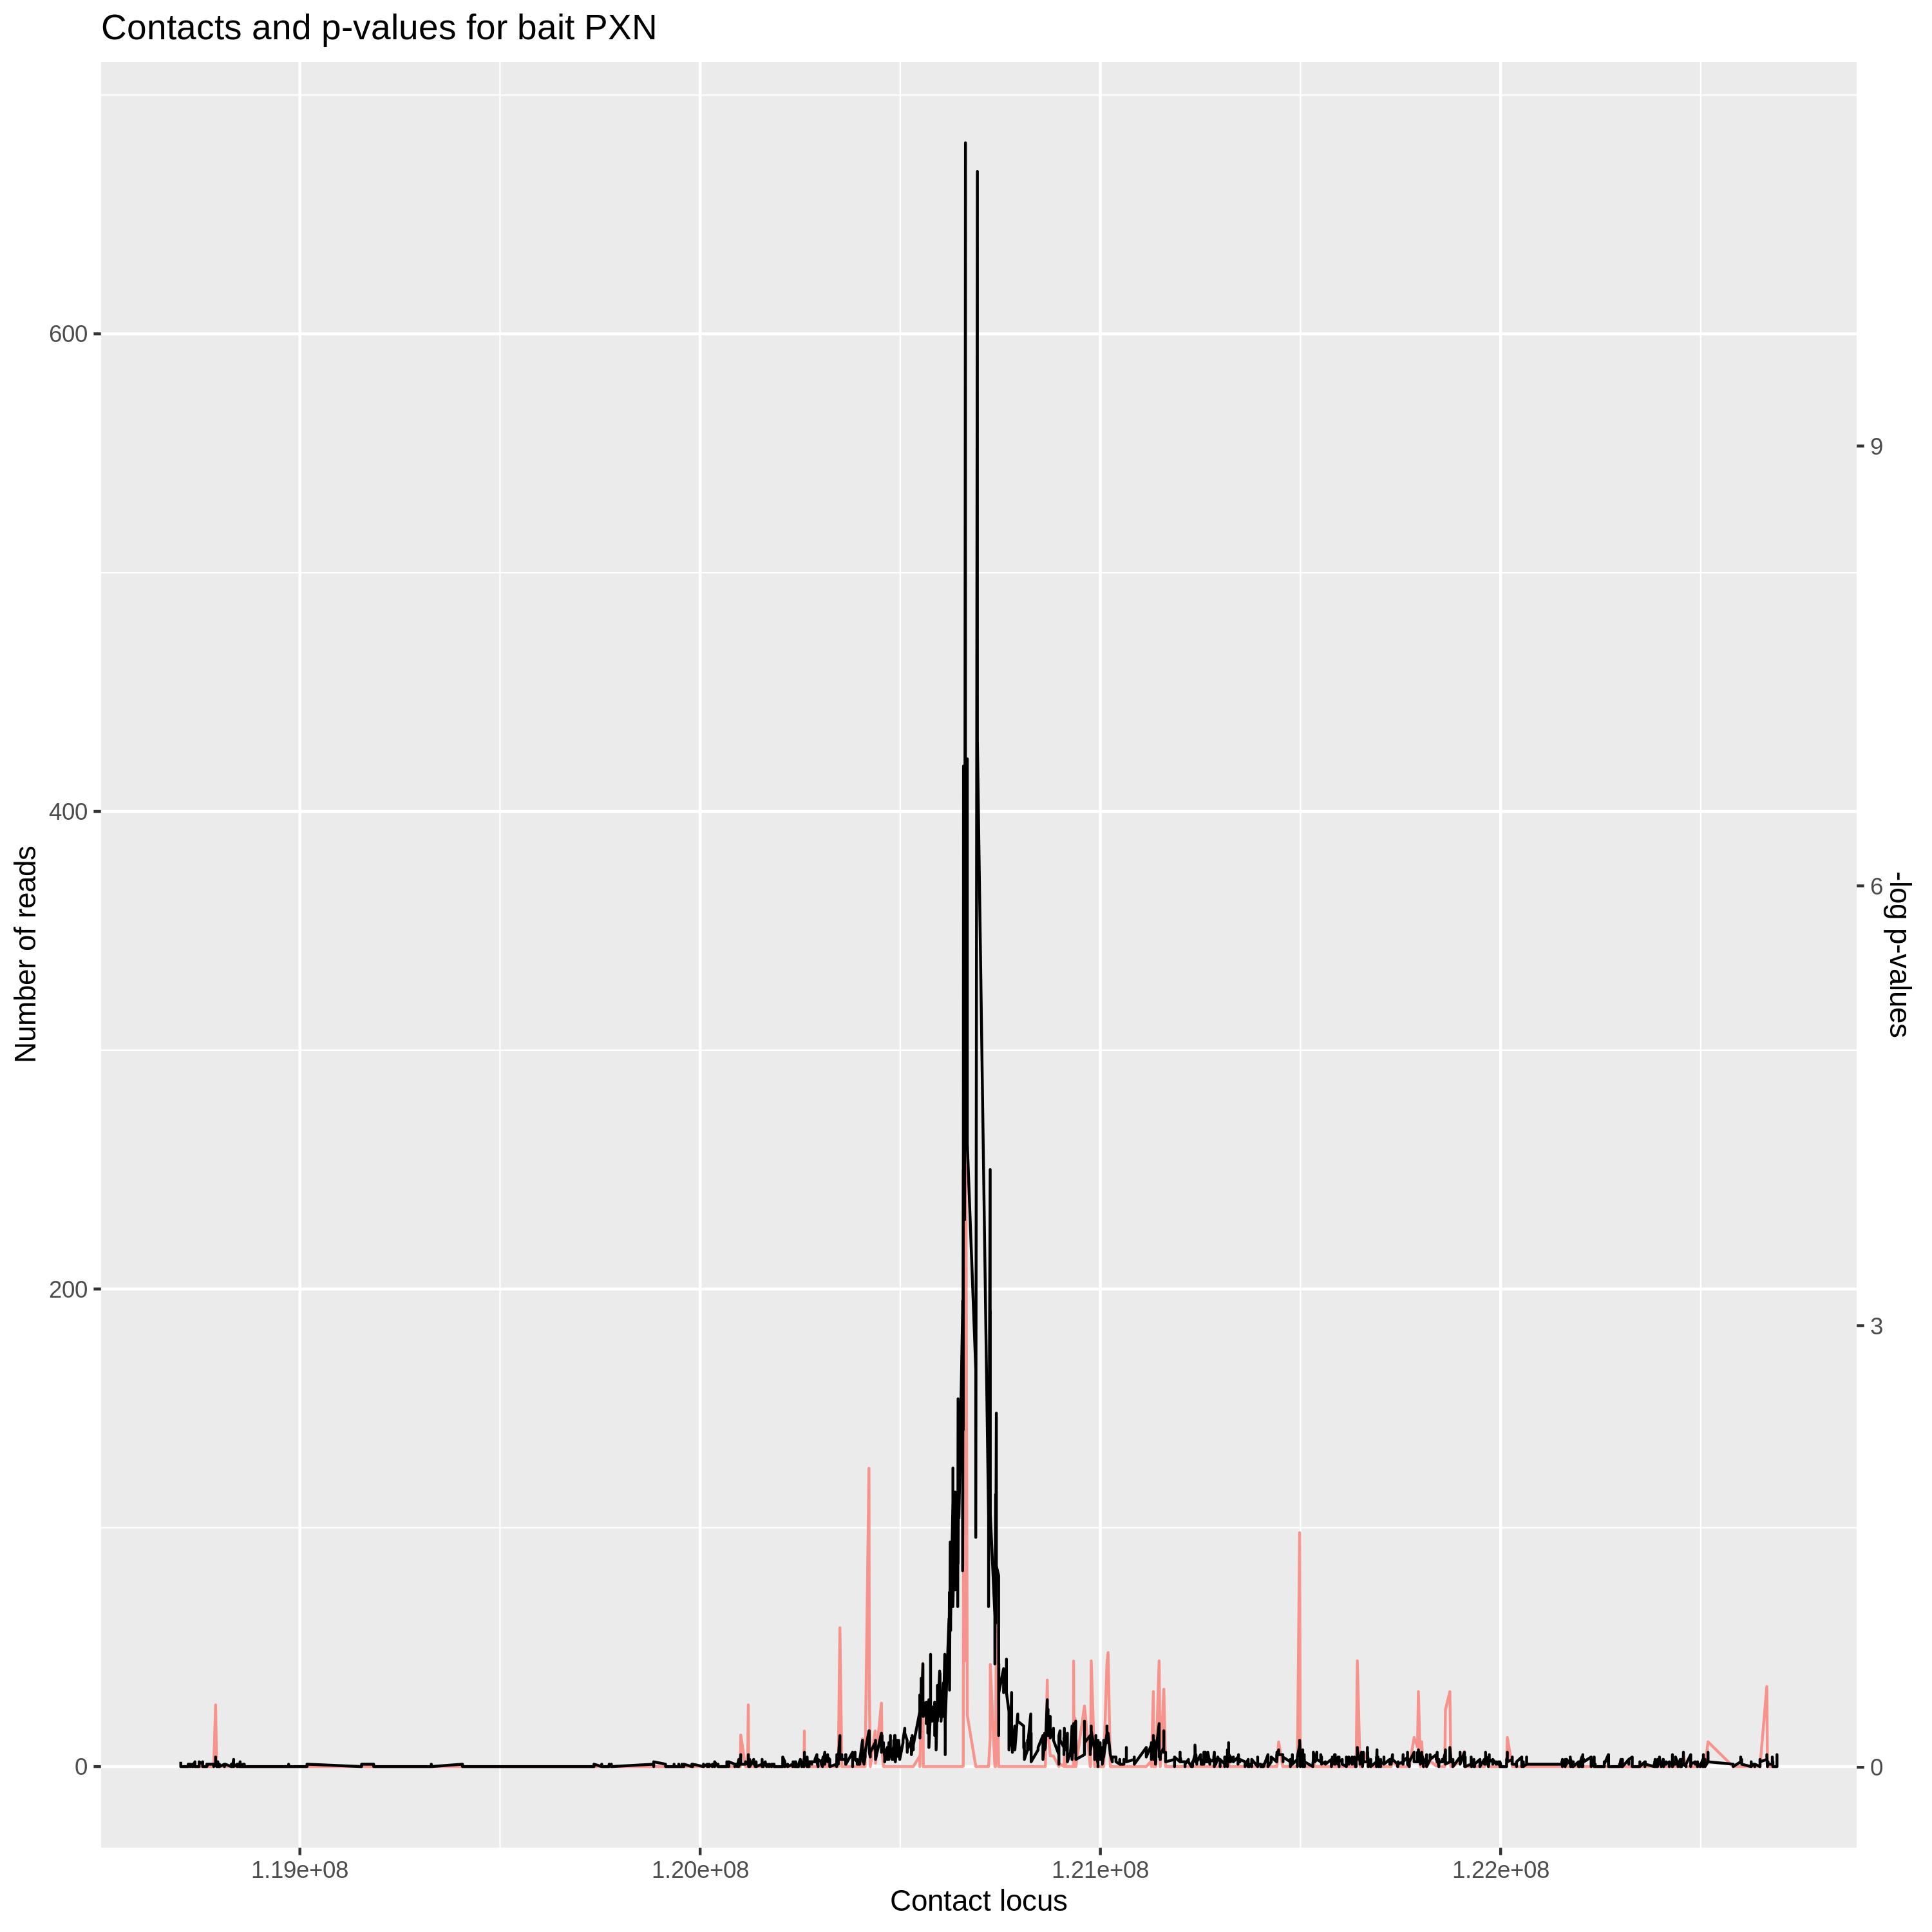 Contacts and p-values for bait PXN
600
400
200
0
Number of reads
9
6
3
0
-log p-values
1.19e+08
1.20e+08
1.21e+08
1.22e+08
Contact locus